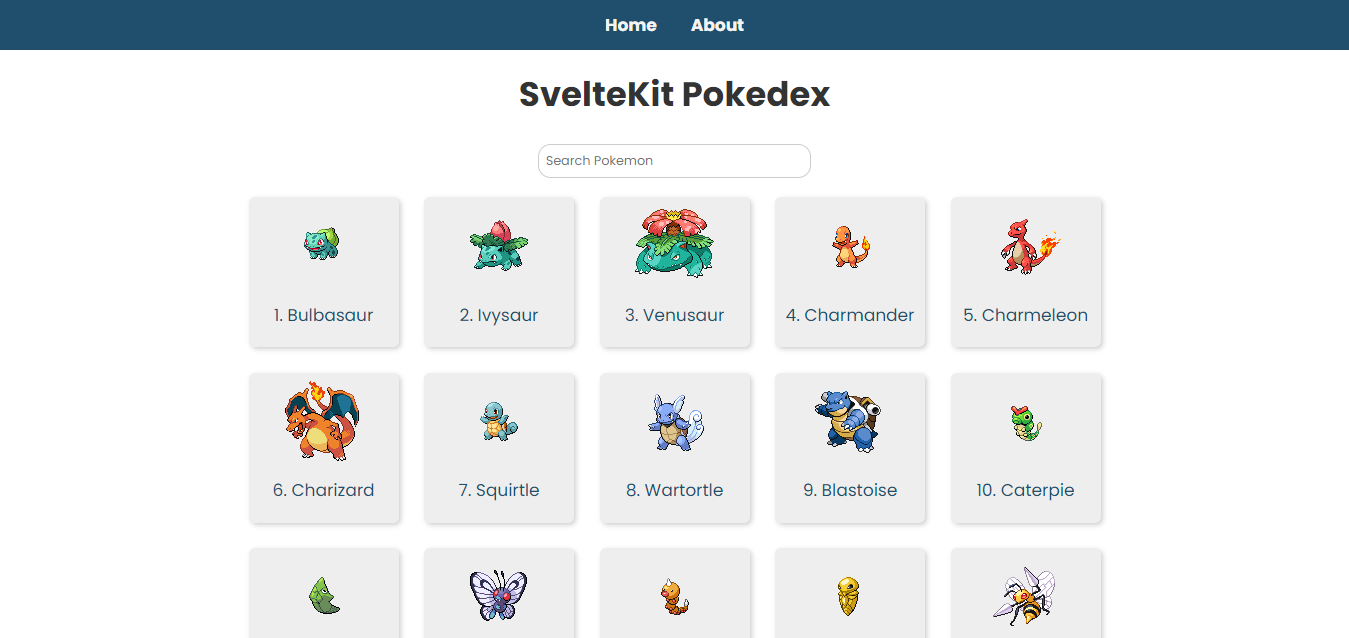 Home About
SvelteKit Pokedex
Search Pokemon
1. Bulbasaur 2. Ivysaur 3. Venusaur 4. Charmander 5. Charmeleon
6. Charizard 7. Squirtle 8. Wartortle 9. Blastoise 10. Caterpie